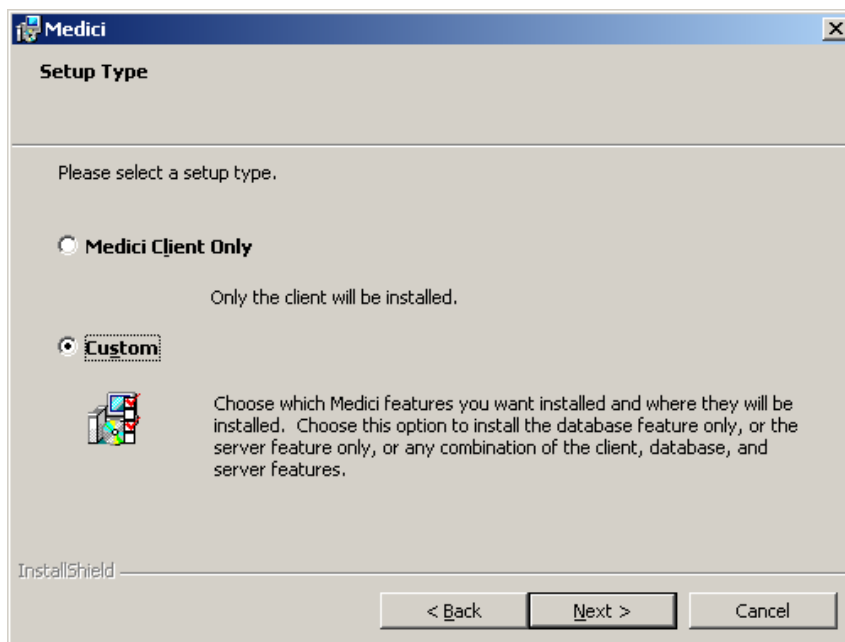 Medici
Setup Type
Please select a setup type.
Medici Client Only
Only the client will be installed.
Custom
Choose which Medici features you want installed and where they will be
installed.  Choose this option to install the database feature only, or the
server feature only, or any combination of the client, database, and
server features.
InstallShield
< Back
Next >
Cancel